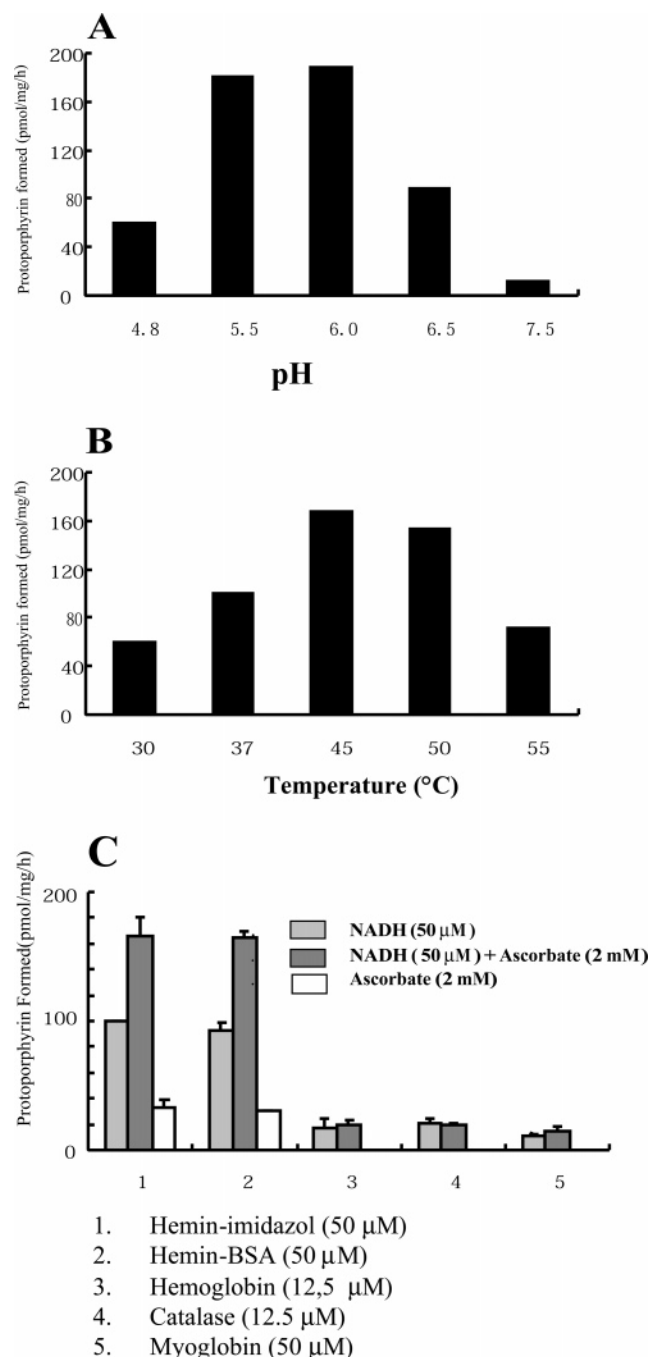 A
Protoporphyrin formed (pmol/mg/h)
200
160
120
80
40
0
4.8 5.5 6.0 6.5 7.5
pH
B
Protoporphyrin formed (pmol/mg/h)
200
160
120
80
40
0
30 37 45 50 55
Temperature (°C)
C
Protoporphyrin Formed(pmol/mg/h)
200
100
0
NADH (50 μM)
NADH (50 μM) + Ascorbate (2 mM)
Ascorbate (2 mM)
1 2 3 4 5
1. Hemin-imidazol (50 μM)
2. Hemin-BSA (50 μM)
3. Hemoglobin (12,5 μM)
4. Catalase (12.5 μM)
5. Myoglobin (50 μM)